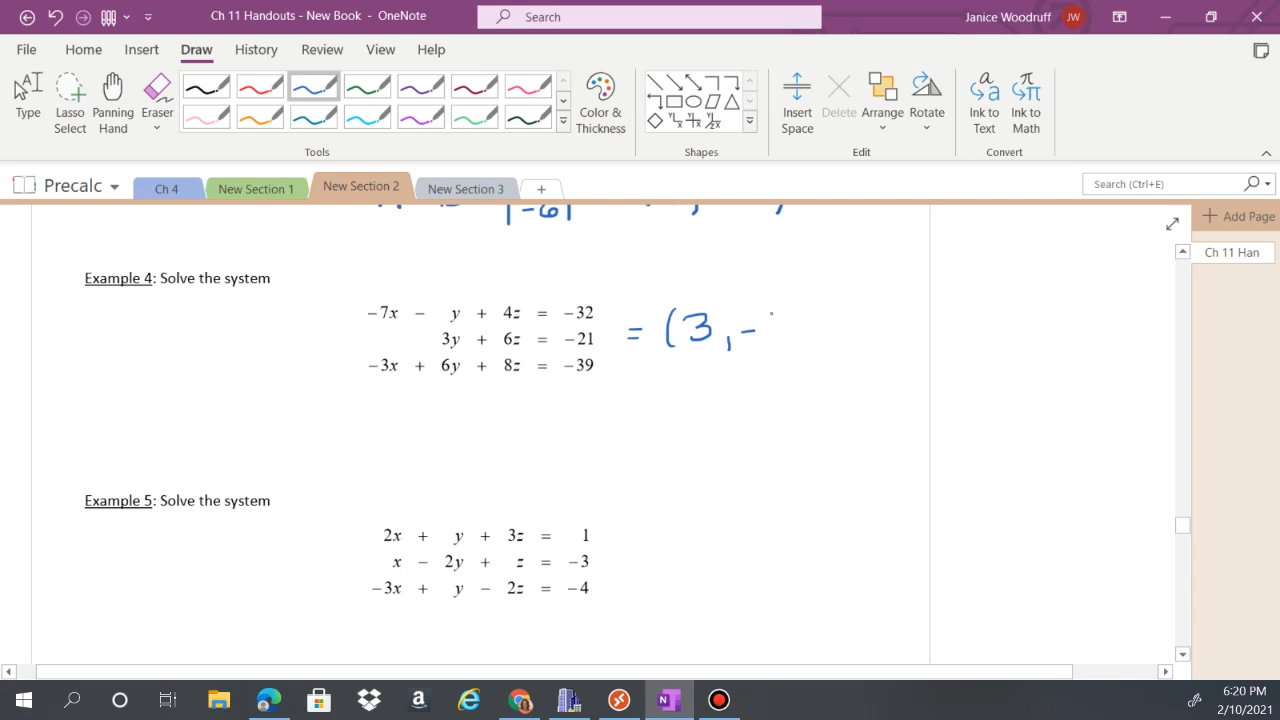 Ch 11 Handouts - New Book - OneNote
Search
Janice Woodruff
JW
File Home Insert Draw History Review View Help
Type
Lasso Select
Panning Hand
Eraser
Color & Thickness
Insert Space
Delete
Arrange
Rotate
Ink to Text
Ink to Math
Tools
Shapes
Edit
Convert
Precalc
Ch 4
New Section 1
New Section 2
New Section 3
+
Search (Ctrl+E)
+ Add Page
Ch 11 Han
|-6|
Example 4: Solve the system
-7x - y + 4z = -32
3y + 6z = -21
-3x + 6y + 8z = -39
= (3, -
Example 5: Solve the system
2x + y + 3z = 1
x - 2y + z = -3
-3x + y - 2z = -4
6:20 PM
2/10/2021